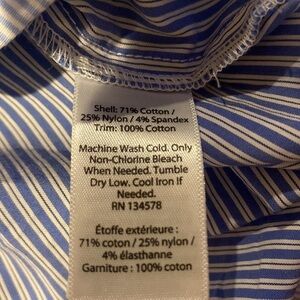 Shell: 71% Cotton /
25% Nylon / 4% Spandex
Trim: 100% Cotton
Machine Wash Cold. Only
Non-Chlorine Bleach
When Needed. Tumble
Dry Low. Cool Iron If
Needed.
RN 134578
Étoffe extérieure :
71% coton / 25% nylon /
4% élasthanne
Garniture : 100% coton